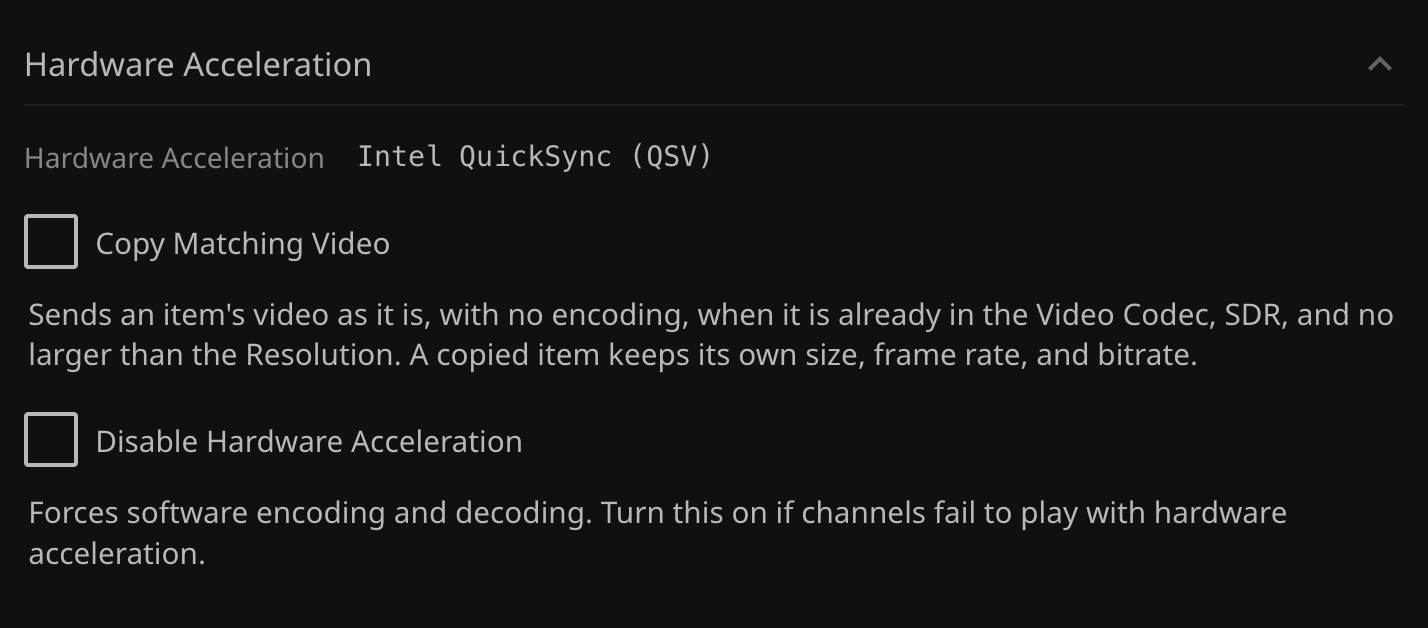 Hardware Acceleration
Hardware Acceleration Intel QuickSync (QSV)
Copy Matching Video
Sends an item's video as it is, with no encoding, when it is already in the Video Codec, SDR, and no
larger than the Resolution. A copied item keeps its own size, frame rate, and bitrate.
Disable Hardware Acceleration
Forces software encoding and decoding. Turn this on if channels fail to play with hardware
acceleration.